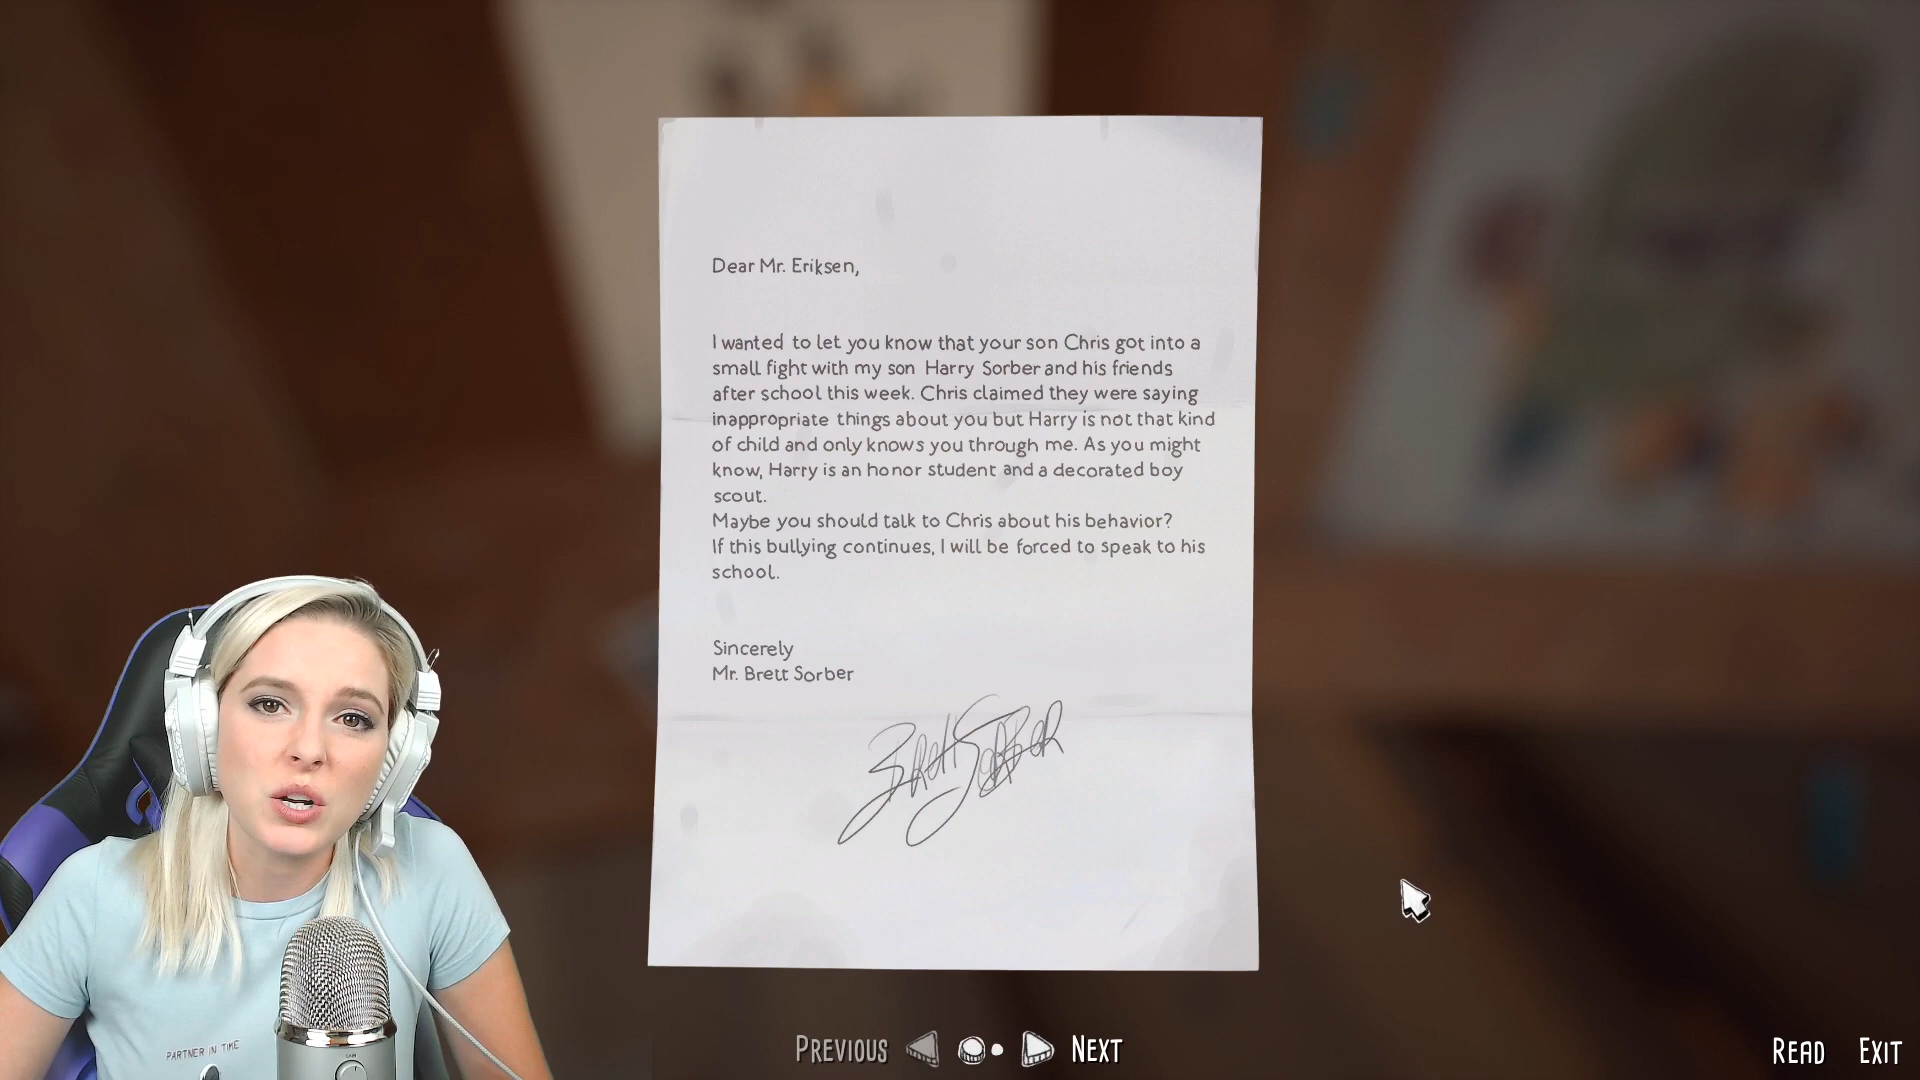 Dear Mr. Eriksen,
I wanted to let you know that your son Chris got into a
small fight with my son Harry Sorber and his friends
after school this week. Chris claimed they were saying
inappropriate things about you but Harry is not that kind
of child and only knows you through me. As you might
know, Harry is an honor student and a decorated boy
scout.
Maybe you should talk to Chris about his behavior?
If this bullying continues, I will be forced to speak to his
school.
Sincerely
Mr. Brett Sorber
Brett Sorber
PARTNER IN TIME
GAIN
PREVIOUS NEXT
READ EXIT